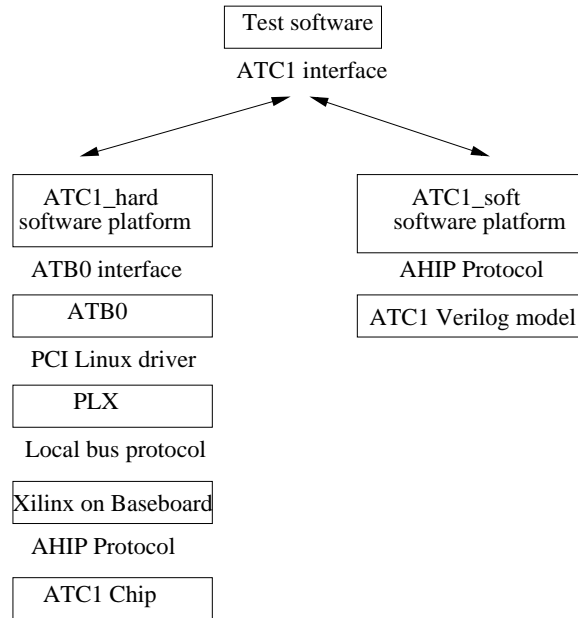 Test software
ATC1 interface
ATC1_hard
software platform
ATB0 interface
ATB0
PCI Linux driver
PLX
Local bus protocol
Xilinx on Baseboard
AHIP Protocol
ATC1 Chip
ATC1_soft
software platform
AHIP Protocol
ATC1 Verilog model